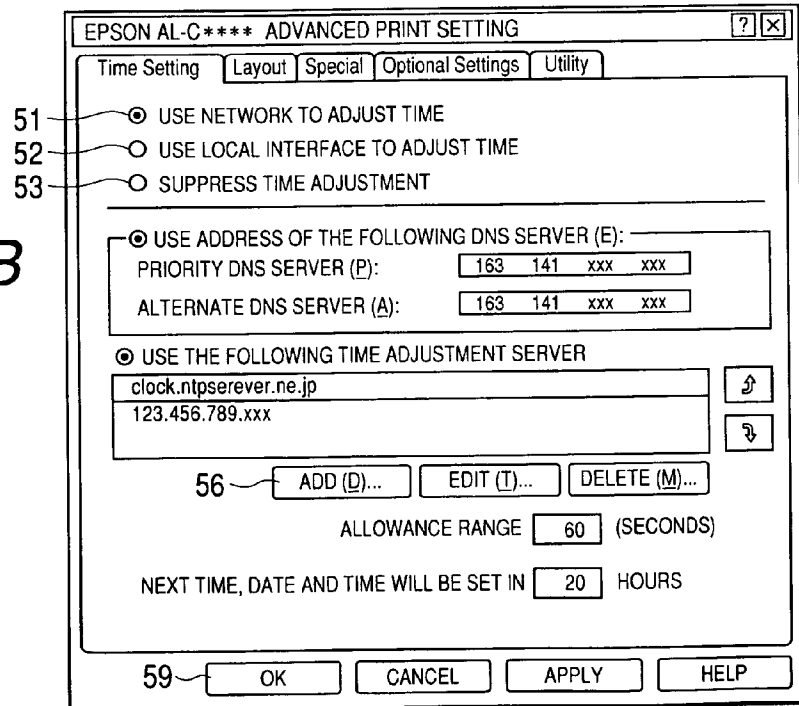 EPSON AL-C**** ADVANCED PRINT SETTING ? X
Time Setting Layout Special Optional Settings Utility
51 USE NETWORK TO ADJUST TIME
52 USE LOCAL INTERFACE TO ADJUST TIME
53 SUPPRESS TIME ADJUSTMENT
USE ADDRESS OF THE FOLLOWING DNS SERVER (E):
PRIORITY DNS SERVER (P): 163 141 xxx xxx
ALTERNATE DNS SERVER (A): 163 141 xxx xxx
USE THE FOLLOWING TIME ADJUSTMENT SERVER
clock.ntpserever.ne.jp
123.456.789.xxx
56 ADD (D)... EDIT (T)... DELETE (M)...
ALLOWANCE RANGE 60 (SECONDS)
NEXT TIME, DATE AND TIME WILL BE SET IN 20 HOURS
59 OK CANCEL APPLY HELP